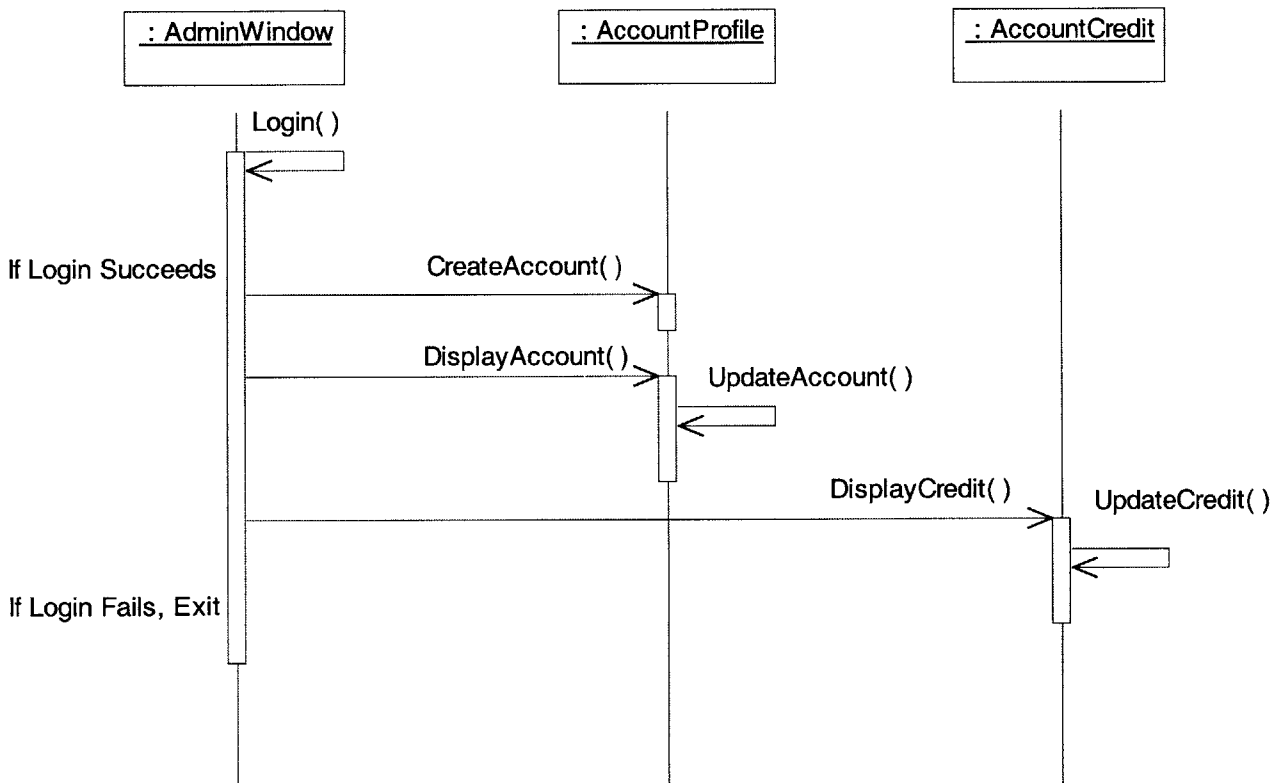 : AdminWindow
: AccountProfile
: AccountCredit
Login( )
If Login Succeeds
CreateAccount( )
DisplayAccount( )
UpdateAccount( )
DisplayCredit( )
UpdateCredit( )
If Login Fails, Exit